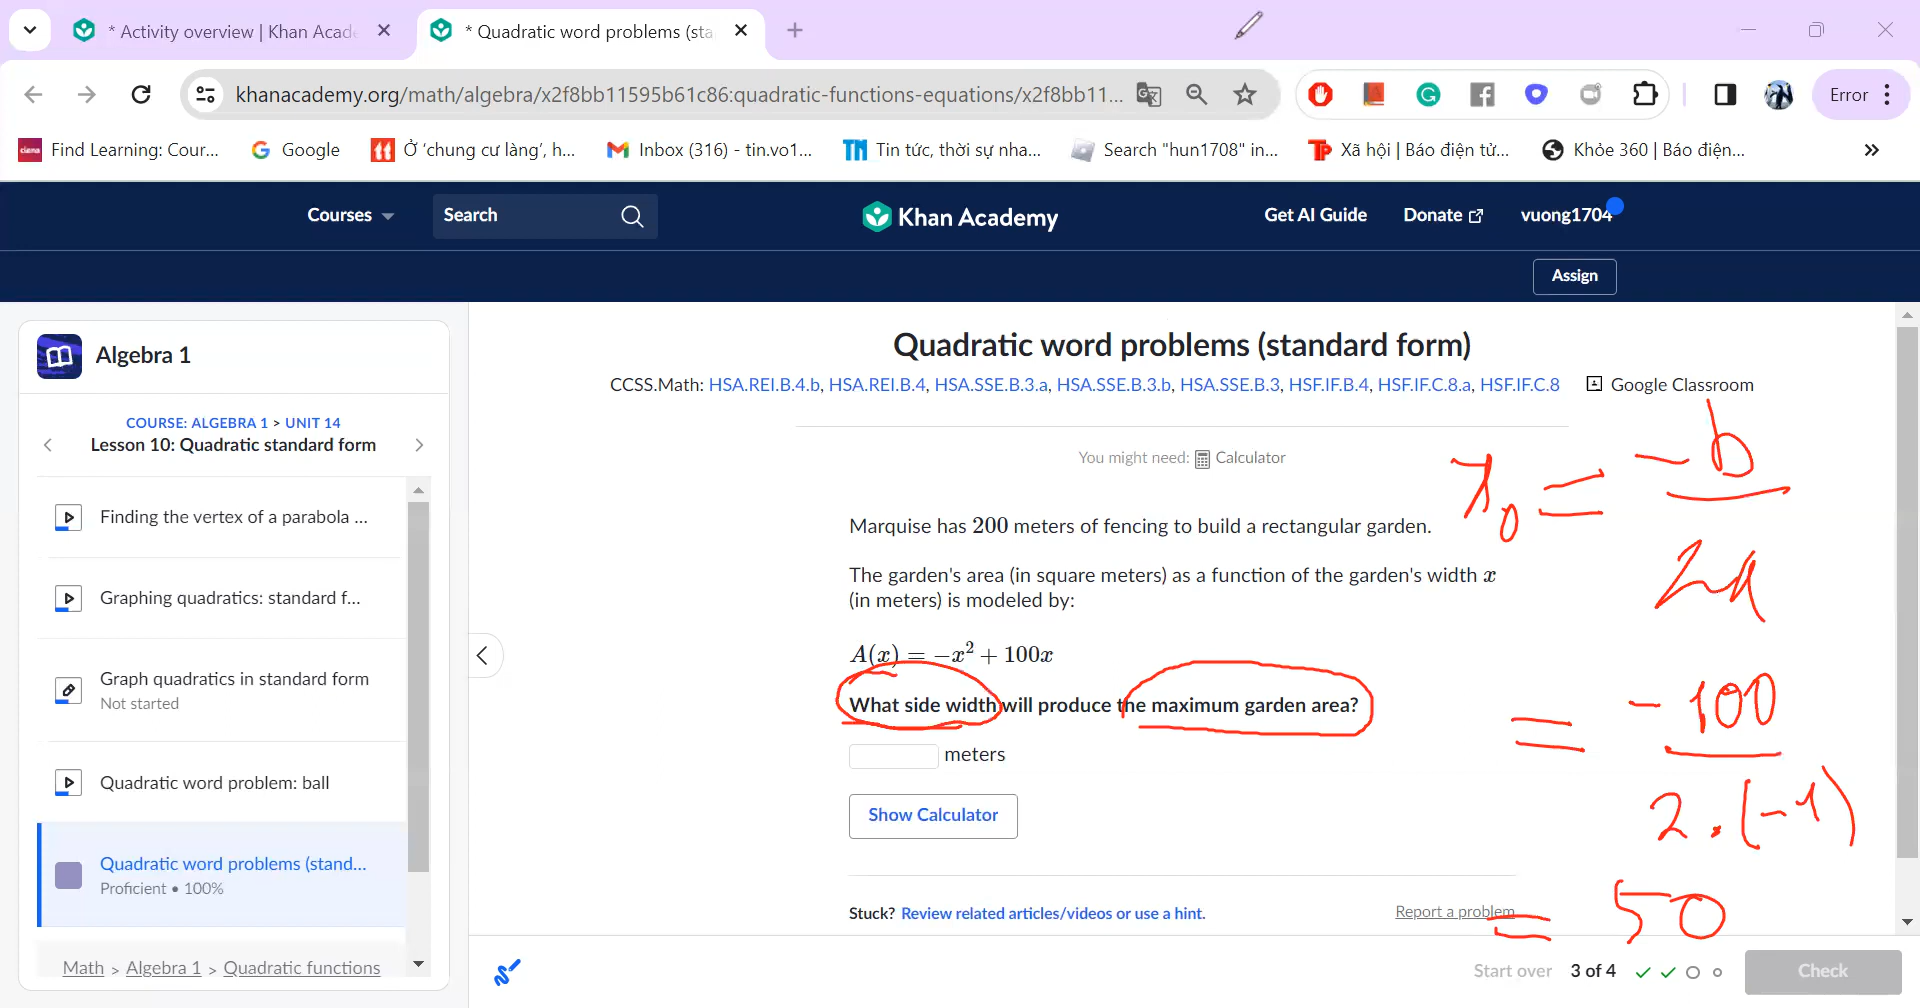 * Activity overview | Khan Acade
* Quadratic word problems (sta
khanacademy.org/math/algebra/x2f8bb11595b61c86:quadratic-functions-equations/x2f8bb11...
Error
Find Learning: Cour...
Google
Ở ‘chung cư làng’, h...
Inbox (316) - tin.vo1...
Tin tức, thời sự nha...
Search "hun1708" in...
Xã hội | Báo điện tử...
Khỏe 360 | Báo điện...
Courses
Search
Khan Academy
Get AI Guide
Donate
vuong1704
Assign
Algebra 1
COURSE: ALGEBRA 1 > UNIT 14
Lesson 10: Quadratic standard form
Finding the vertex of a parabola ...
Graphing quadratics: standard f...
Graph quadratics in standard form
Not started
Quadratic word problem: ball
Quadratic word problems (stand...
Proficient • 100%
Math > Algebra 1 > Quadratic functions
Quadratic word problems (standard form)
CCSS.Math: HSA.REI.B.4.b, HSA.REI.B.4, HSA.SSE.B.3.a, HSA.SSE.B.3.b, HSA.SSE.B.3, HSF.IF.B.4, HSF.IF.C.8.a, HSF.IF.C.8
Google Classroom
You might need: Calculator
Marquise has 200 meters of fencing to build a rectangular garden.
The garden's area (in square meters) as a function of the garden's width x
(in meters) is modeled by:
A(x) = −x² + 100x
What side width will produce the maximum garden area?
meters
Show Calculator
Stuck? Review related articles/videos or use a hint.
Report a problem
x₀ = −b
2a
= −100
2 . (−1)
= 50
Start over
3 of 4
Check